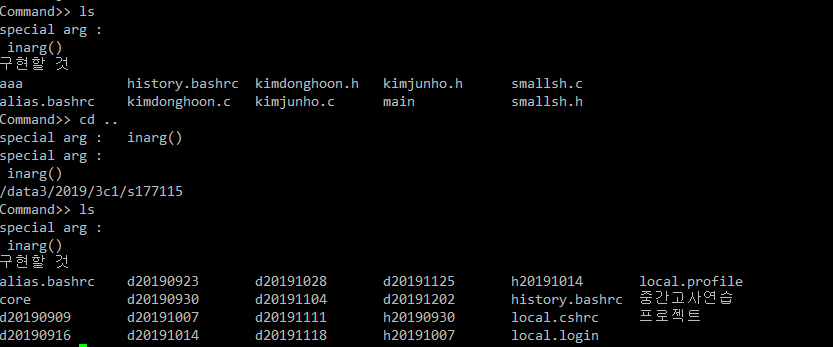 Command>> ls
special arg :
 inarg()
구현할 것
aaa             history.bashrc  kimdonghoon.h   kimjunho.h      smallsh.c
alias.bashrc    kimdonghoon.c   kimjunho.c      main            smallsh.h
Command>> cd ..
special arg :   inarg()
special arg :
 inarg()
/data3/2019/3c1/s177115
Command>> ls
special arg :
 inarg()
구현할 것
alias.bashrc    d20190923       d20191028       d20191125       h20191014       local.profile
core            d20190930       d20191104       d20191202       history.bashrc  중간고사연습
d20190909       d20191007       d20191111       h20190930       local.cshrc     프로젝트
d20190916       d20191014       d20191118       h20191007       local.login